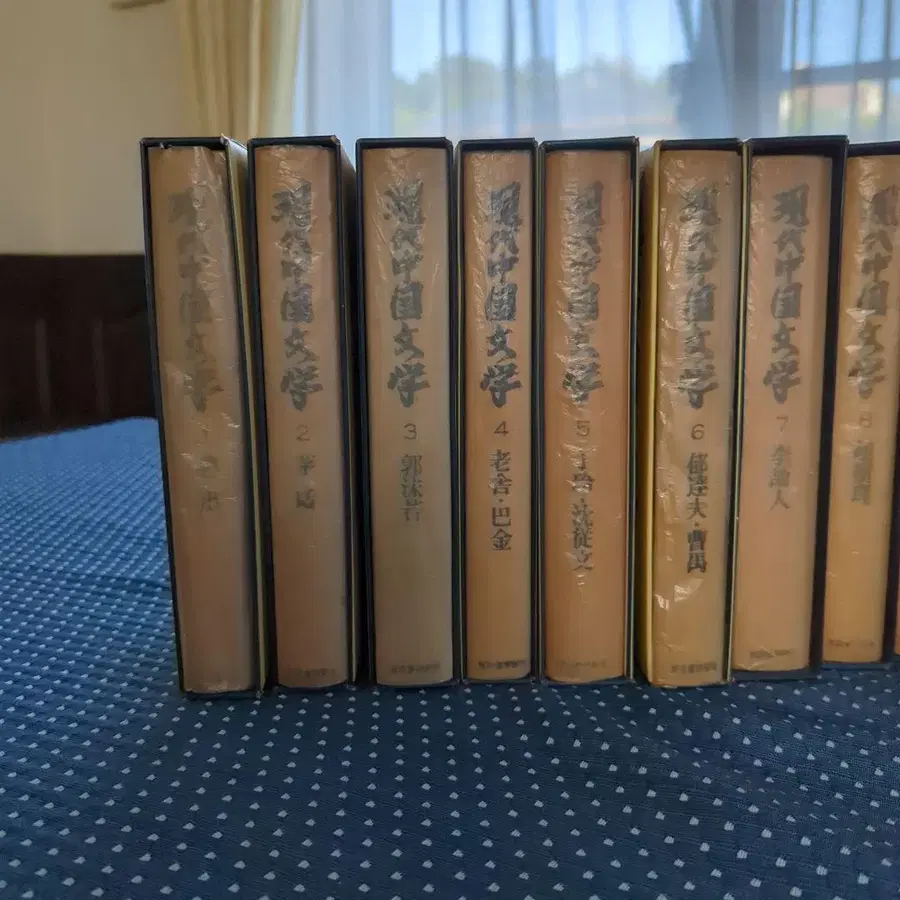 現代中国文学
1
現代中国文学
2
茅盾
現代中国文学
3
郭沫若
現代中国文学
4
老舎・巴金
現代中国文学
5
丁玲・沈従文
現代中国文学
6
郁達夫・曹禺
現代中国文学
7
李劼人
現代中国文学
8